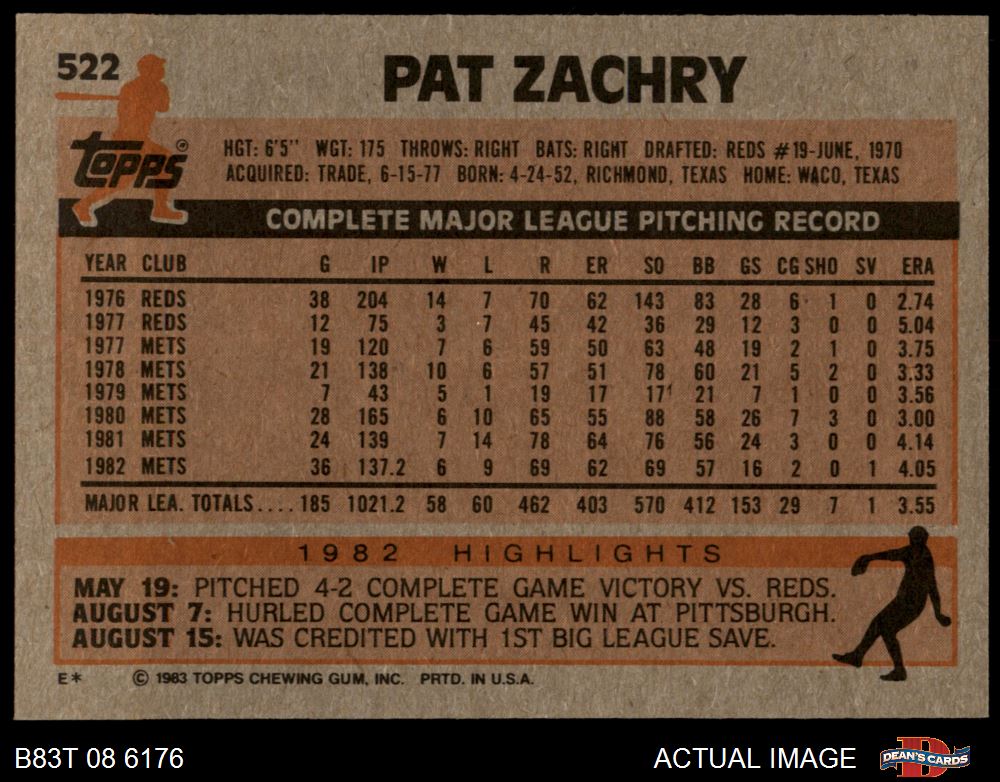 522
PAT ZACHRY
Topps®
HGT: 6'5" WGT: 175 THROWS: RIGHT BATS: RIGHT DRAFTED: REDS #19-JUNE, 1970
ACQUIRED: TRADE, 6-15-77 BORN: 4-24-52, RICHMOND, TEXAS HOME: WACO, TEXAS
COMPLETE MAJOR LEAGUE PITCHING RECORD
YEAR CLUB G IP W L R ER SO BB GS CG SHO SV ERA
1976 REDS 38 204 14 7 70 62 143 83 28 6 1 0 2.74
1977 REDS 12 75 3 7 45 42 36 29 12 3 0 0 5.04
1977 METS 19 120 7 6 59 50 63 48 19 2 1 0 3.75
1978 METS 21 138 10 6 57 51 78 60 21 5 2 0 3.33
1979 METS 7 43 5 1 19 17 17 21 7 1 0 0 3.56
1980 METS 28 165 6 10 65 55 88 58 26 7 3 0 3.00
1981 METS 24 139 7 14 78 64 76 56 24 3 0 0 4.14
1982 METS 36 137.2 6 9 69 62 69 57 16 2 0 1 4.05
MAJOR LEA. TOTALS.... 185 1021.2 58 60 462 403 570 412 153 29 7 1 3.55
1982 HIGHLIGHTS
MAY 19: PITCHED 4-2 COMPLETE GAME VICTORY VS. REDS.
AUGUST 7: HURLED COMPLETE GAME WIN AT PITTSBURGH.
AUGUST 15: WAS CREDITED WITH 1ST BIG LEAGUE SAVE.
E* © 1983 TOPPS CHEWING GUM, INC. PRTD. IN U.S.A.
B83T 08 6176 ACTUAL IMAGE DEAN'S CARDS